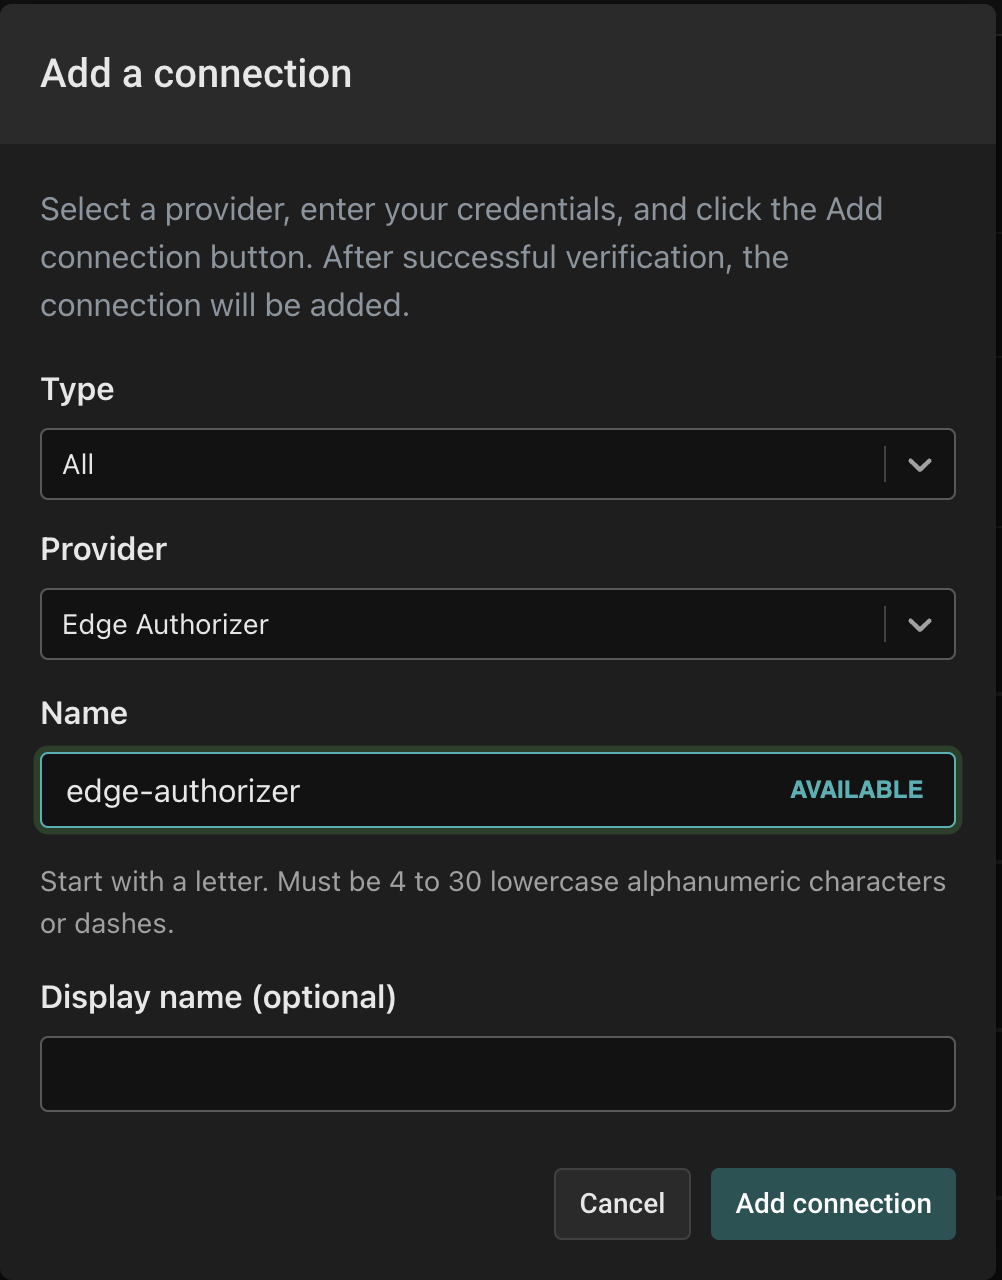 Add a connection
Select a provider, enter your credentials, and click the Add
connection button. After successful verification, the
connection will be added.
Type
All
Provider
Edge Authorizer
Name
edge-authorizer AVAILABLE
Start with a letter. Must be 4 to 30 lowercase alphanumeric characters
or dashes.
Display name (optional)
Cancel Add connection